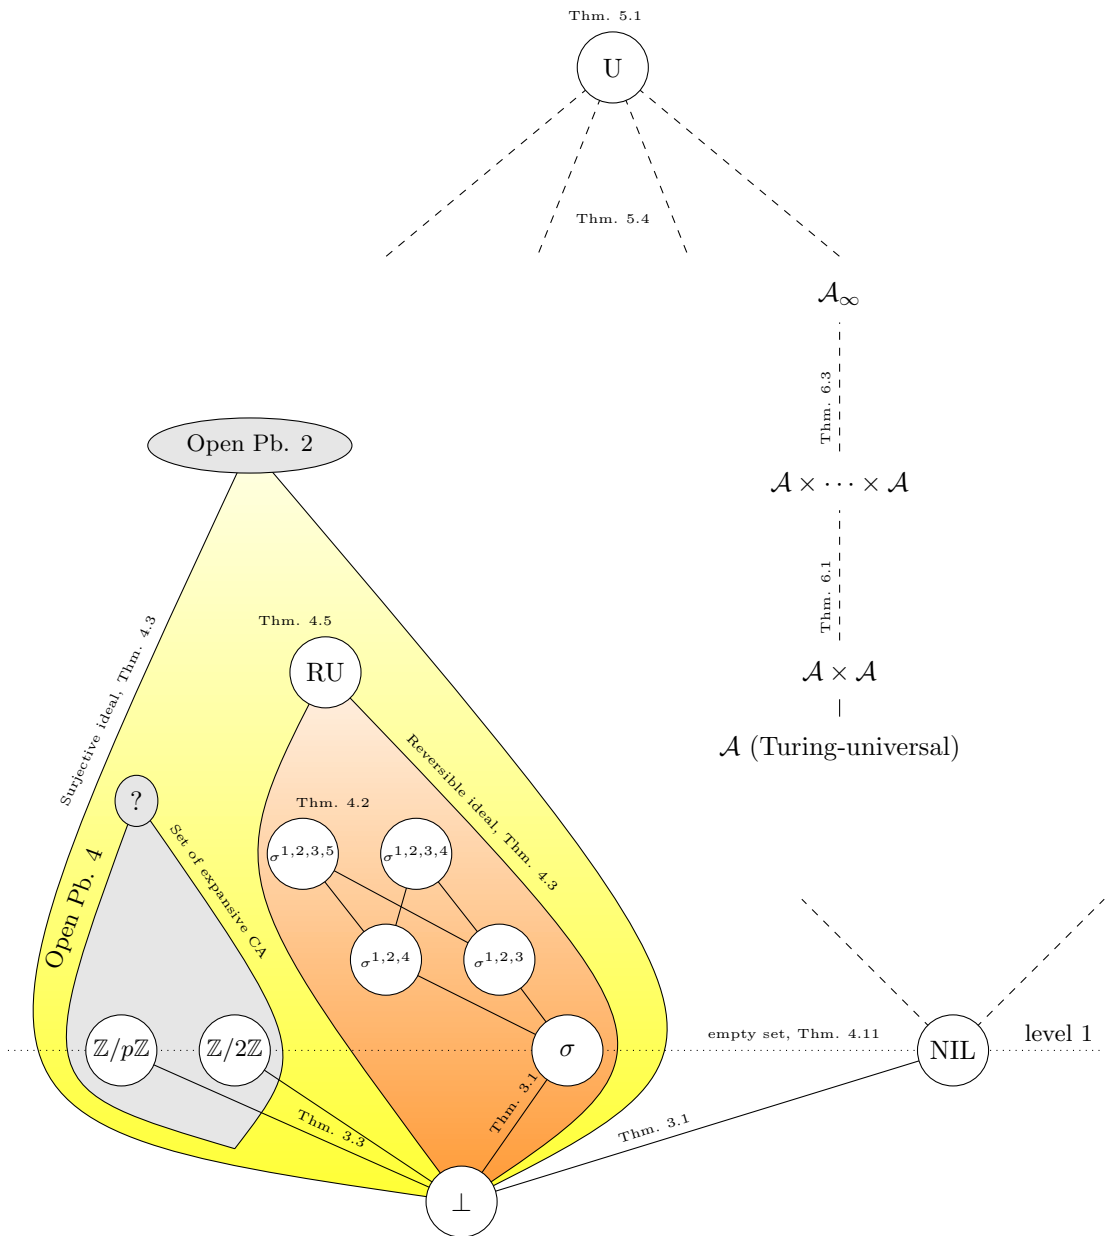 Thm. 5.1
U
Thm. 5.4
𝒜∞
Thm. 6.3
Open Pb. 2
𝒜 × ⋯ × 𝒜
Thm. 6.1
Surjective ideal, Thm. 4.3
Thm. 4.5
RU
𝒜 × 𝒜
𝒜 (Turing-universal)
Reversible ideal, Thm. 4.3
?
Thm. 4.2
σ^{1,2,3,5}
σ^{1,2,3,4}
Set of expansive CA
Open Pb. 4
σ^{1,2,4}
σ^{1,2,3}
empty set, Thm. 4.11
level 1
ℤ/pℤ
ℤ/2ℤ
σ
NIL
Thm. 3.1
Thm. 3.3
Thm. 3.1
⊥